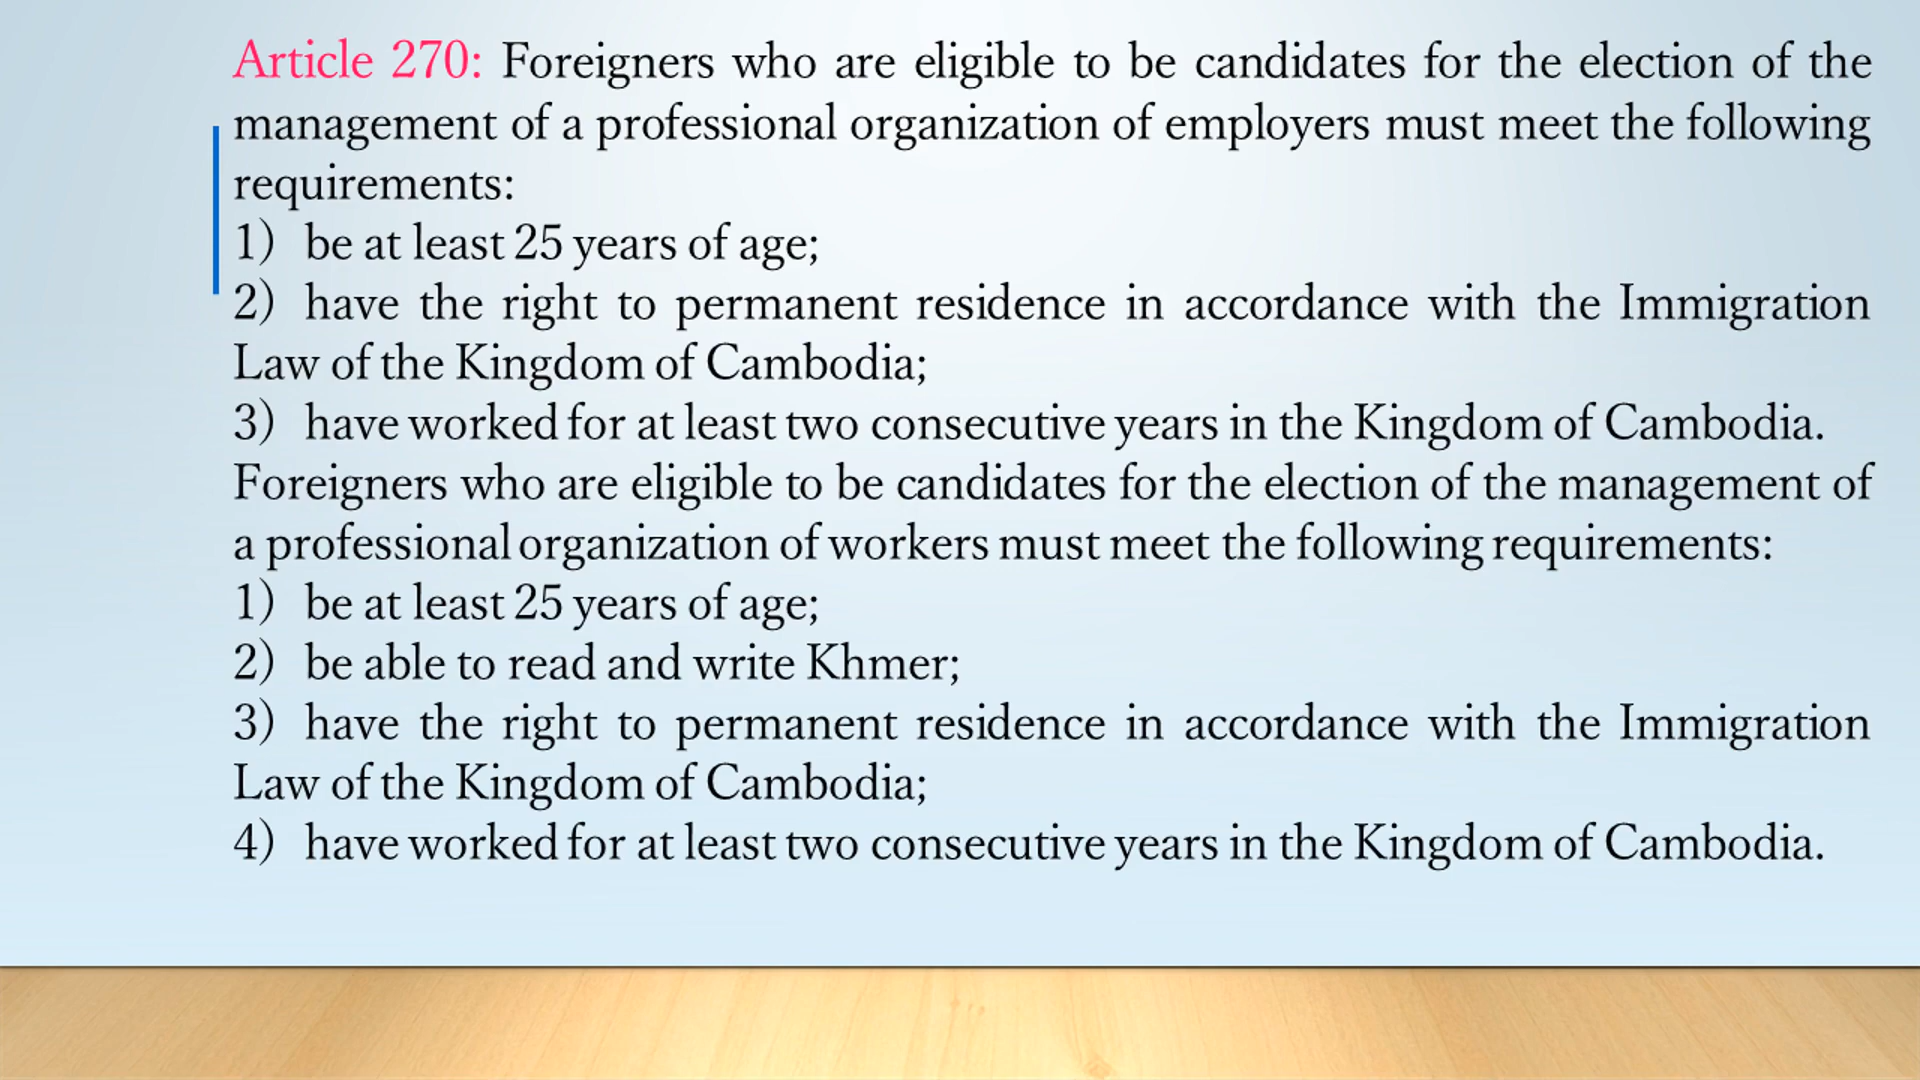 Article 270: Foreigners who are eligible to be candidates for the election of the
management of a professional organization of employers must meet the following
requirements:
1) be at least 25 years of age;
2) have the right to permanent residence in accordance with the Immigration
Law of the Kingdom of Cambodia;
3) have worked for at least two consecutive years in the Kingdom of Cambodia.
Foreigners who are eligible to be candidates for the election of the management of
a professional organization of workers must meet the following requirements:
1) be at least 25 years of age;
2) be able to read and write Khmer;
3) have the right to permanent residence in accordance with the Immigration
Law of the Kingdom of Cambodia;
4) have worked for at least two consecutive years in the Kingdom of Cambodia.